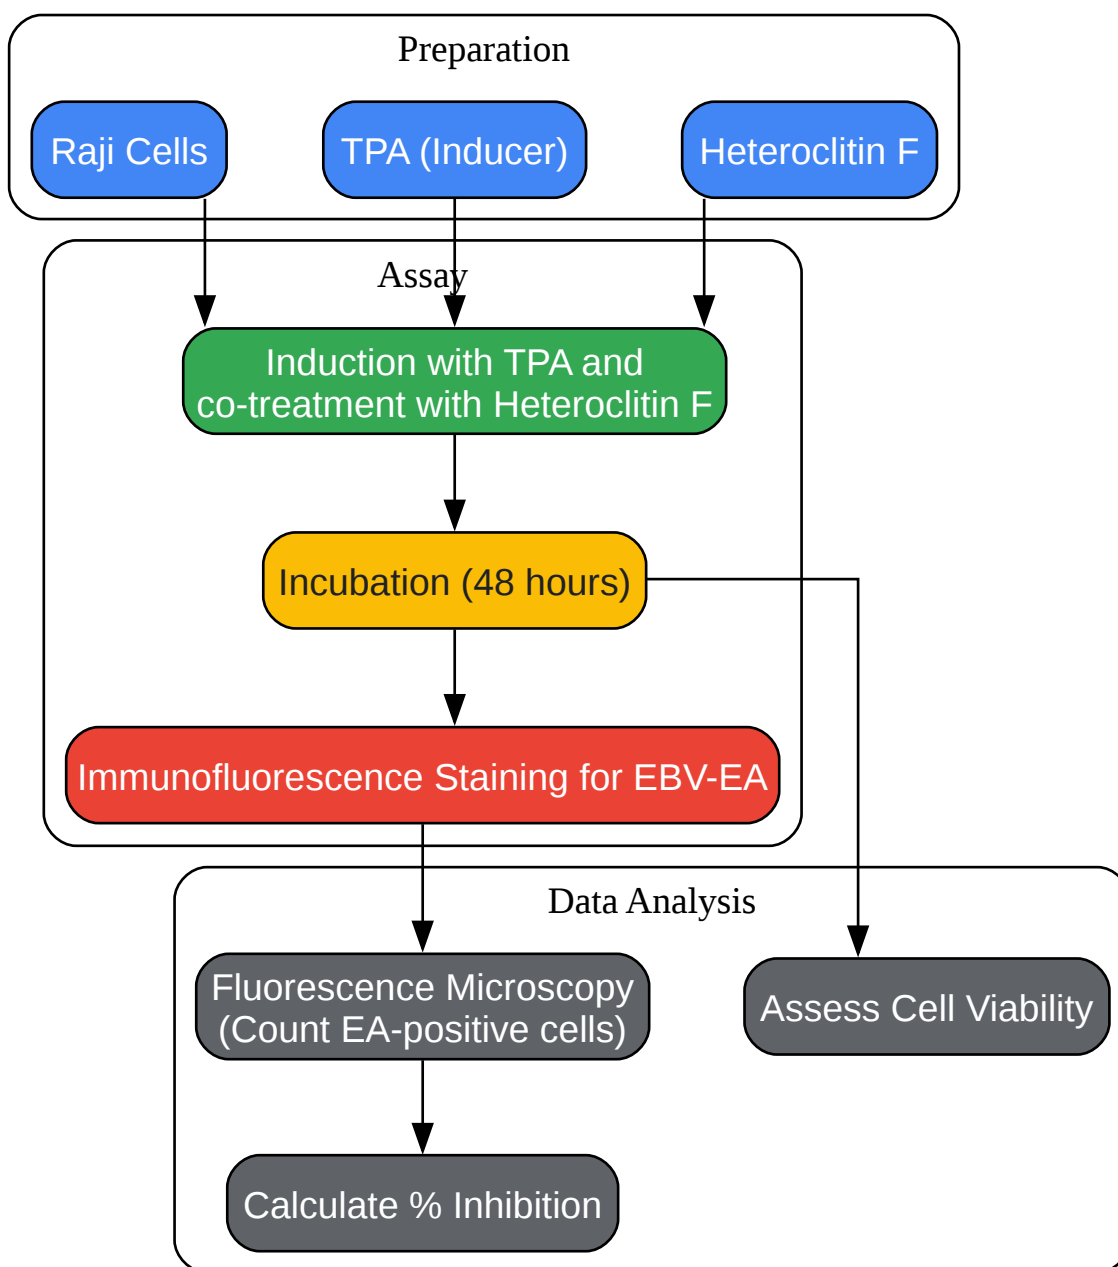 Preparation
Raji Cells
TPA (Inducer)
Heteroclitin F
Assay
Induction with TPA and
co-treatment with Heteroclitin F
Incubation (48 hours)
Immunofluorescence Staining for EBV-EA
Data Analysis
Fluorescence Microscopy
(Count EA-positive cells)
Assess Cell Viability
Calculate % Inhibition